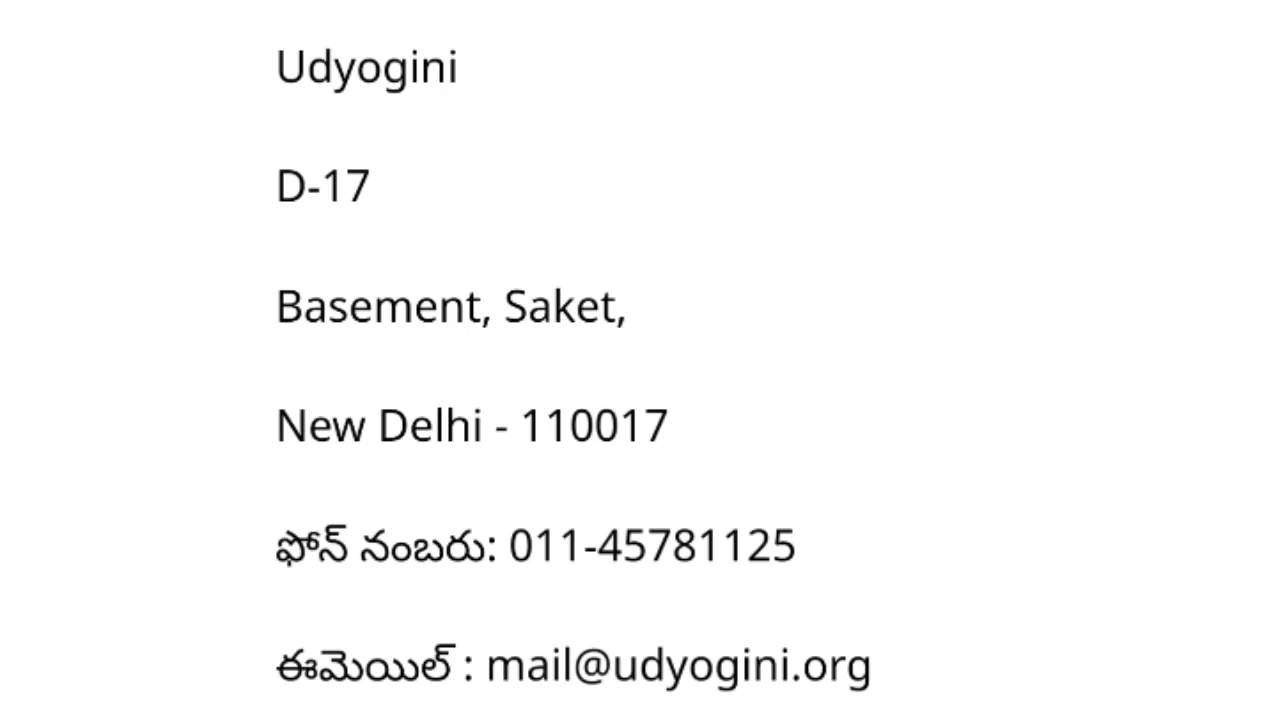 Udyogini
D-17
Basement, Saket,
New Delhi - 110017
ఫోన్ నంబరు: 011-45781125
ఈమెయిల్ : mail@udyogini.org